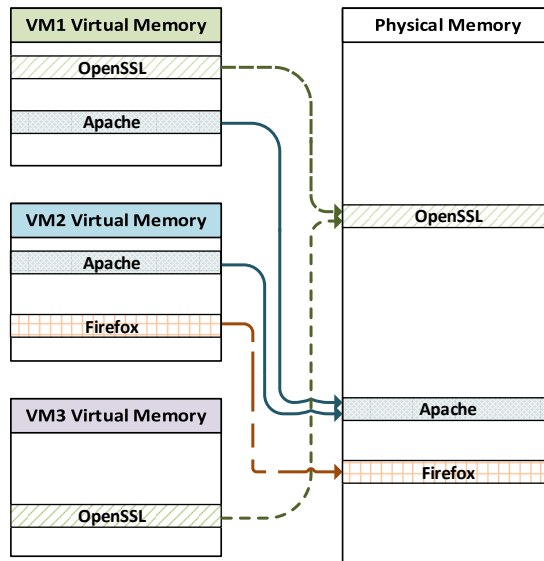 VM1 Virtual Memory
OpenSSL
Apache
VM2 Virtual Memory
Apache
Firefox
VM3 Virtual Memory
OpenSSL
Physical Memory
OpenSSL
Apache
Firefox